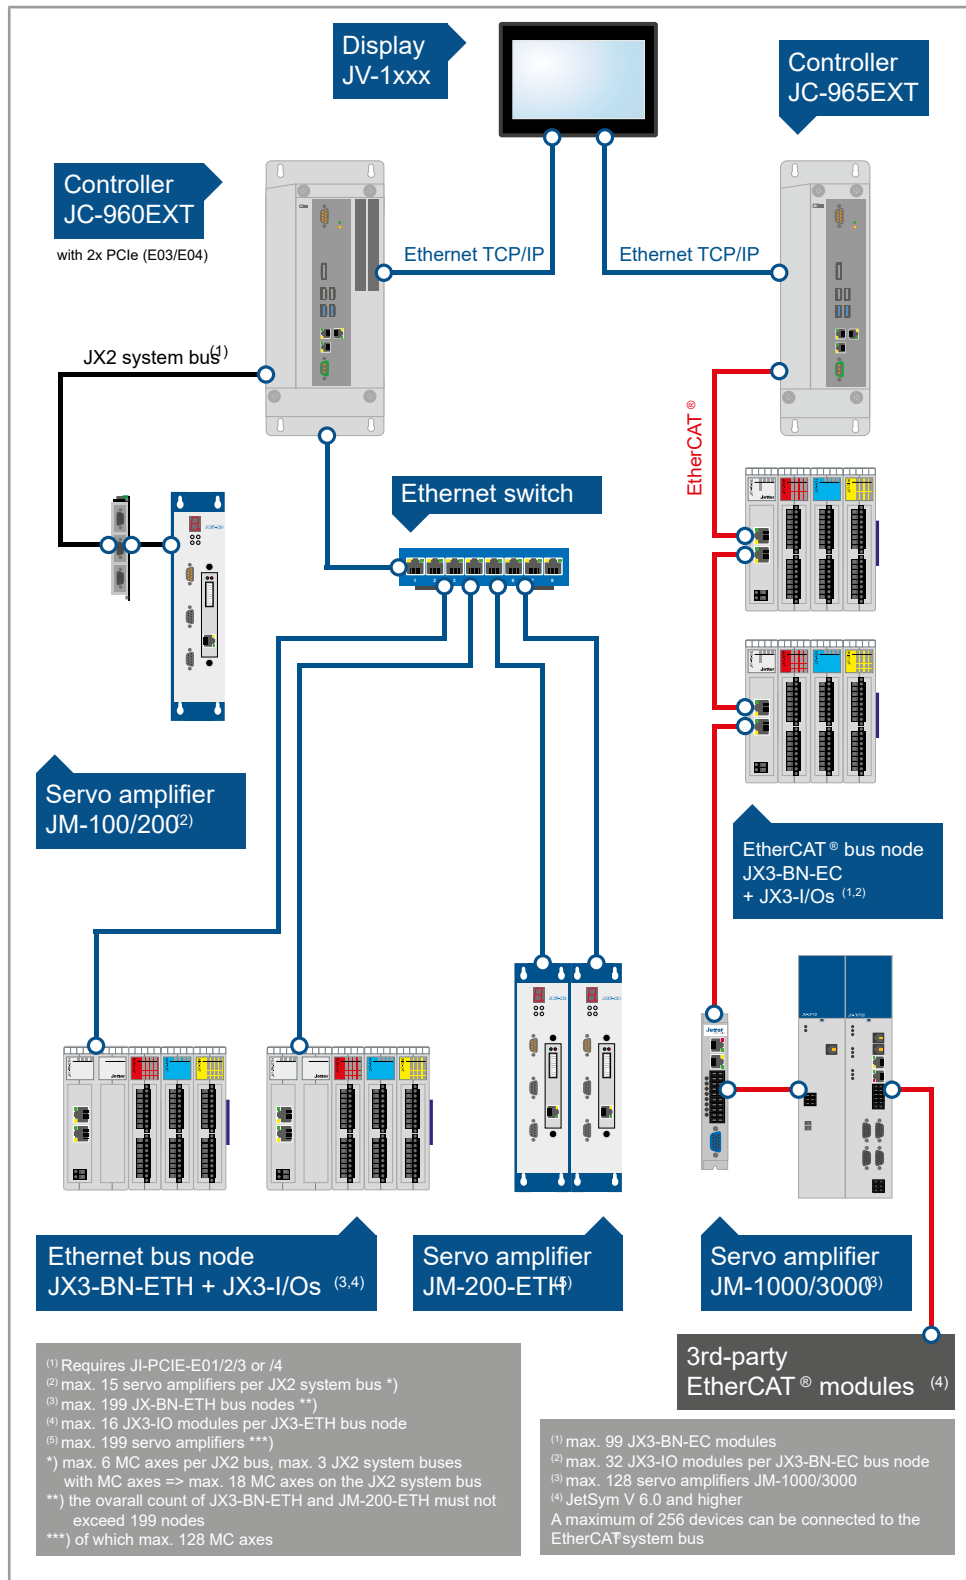 Display
JV-1xxx
Controller
JC-965EXT
Controller
JC-960EXT
with 2x PCIe (E03/E04)
Ethernet TCP/IP
Ethernet TCP/IP
JX2 system bus (1)
EtherCAT ®
Ethernet switch
Servo amplifier
JM-100/200 (2)
EtherCAT ® bus node
JX3-BN-EC
+ JX3-I/Os (1,2)
Ethernet bus node
JX3-BN-ETH + JX3-I/Os (3,4)
Servo amplifier
JM-200-ETH (5)
Servo amplifier
JM-1000/3000 (3)
3rd-party
EtherCAT ® modules (4)
(1) Requires JI-PCIE-E01/2/3 or /4
(2) max. 15 servo amplifiers per JX2 system bus *)
(3) max. 199 JX-BN-ETH bus nodes **)
(4) max. 16 JX3-IO modules per JX3-ETH bus node
(5) max. 199 servo amplifiers ***)
*) max. 6 MC axes per JX2 bus, max. 3 JX2 system buses
with MC axes => max. 18 MC axes on the JX2 system bus
**) the ovarall count of JX3-BN-ETH and JM-200-ETH must not
exceed 199 nodes
***) of which max. 128 MC axes
(1) max. 99 JX3-BN-EC modules
(2) max. 32 JX3-IO modules per JX3-BN-EC bus node
(3) max. 128 servo amplifiers JM-1000/3000
(4) JetSym V 6.0 and higher
A maximum of 256 devices can be connected to the
EtherCAT® system bus